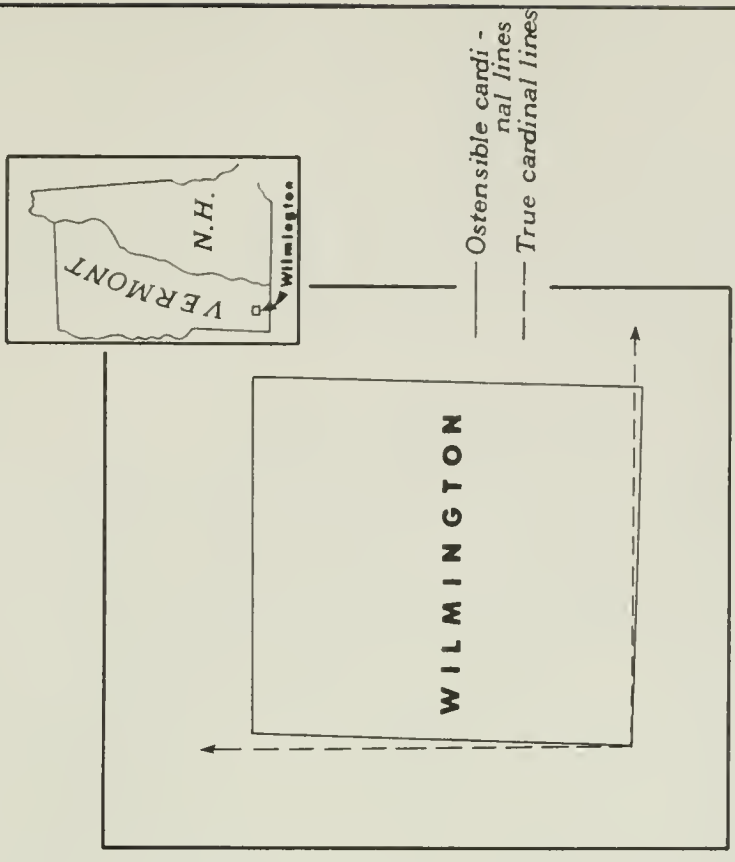 VERMONT
N.H.
Wilmington
Ostensible cardi -
nal lines
True cardinal lines
WILMINGTON